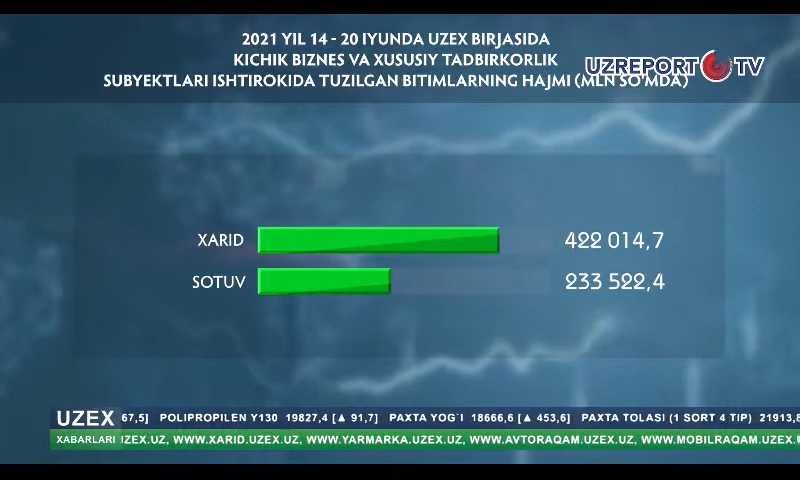 2021 YIL 14 - 20 IYUNDA UZEX BIRJASIDA
KICHIK BIZNES VA XUSUSIY TADBIRKORLIK
SUBYEKTLARI ISHTIROKIDA TUZILGAN BITIMLARNING HAJMI (MLN SO'MDA)
UZREPORT TV
XARID 422 014,7
SOTUV 233 522,4
UZEX 67,5] POLIPROPILEN Y130 19827,4 [▲ 91,7] PAXTA YOG`I 18666,6 [▲ 453,6] PAXTA TOLASI (1 SORT 4 TIP) 21913,8
XABARLARI IZEX.UZ, WWW.XARID.UZEX.UZ, WWW.YARMARKA.UZEX.UZ, WWW.AVTORAQAM.UZEX.UZ, WWW.MOBILRAQAM.UZEX.U